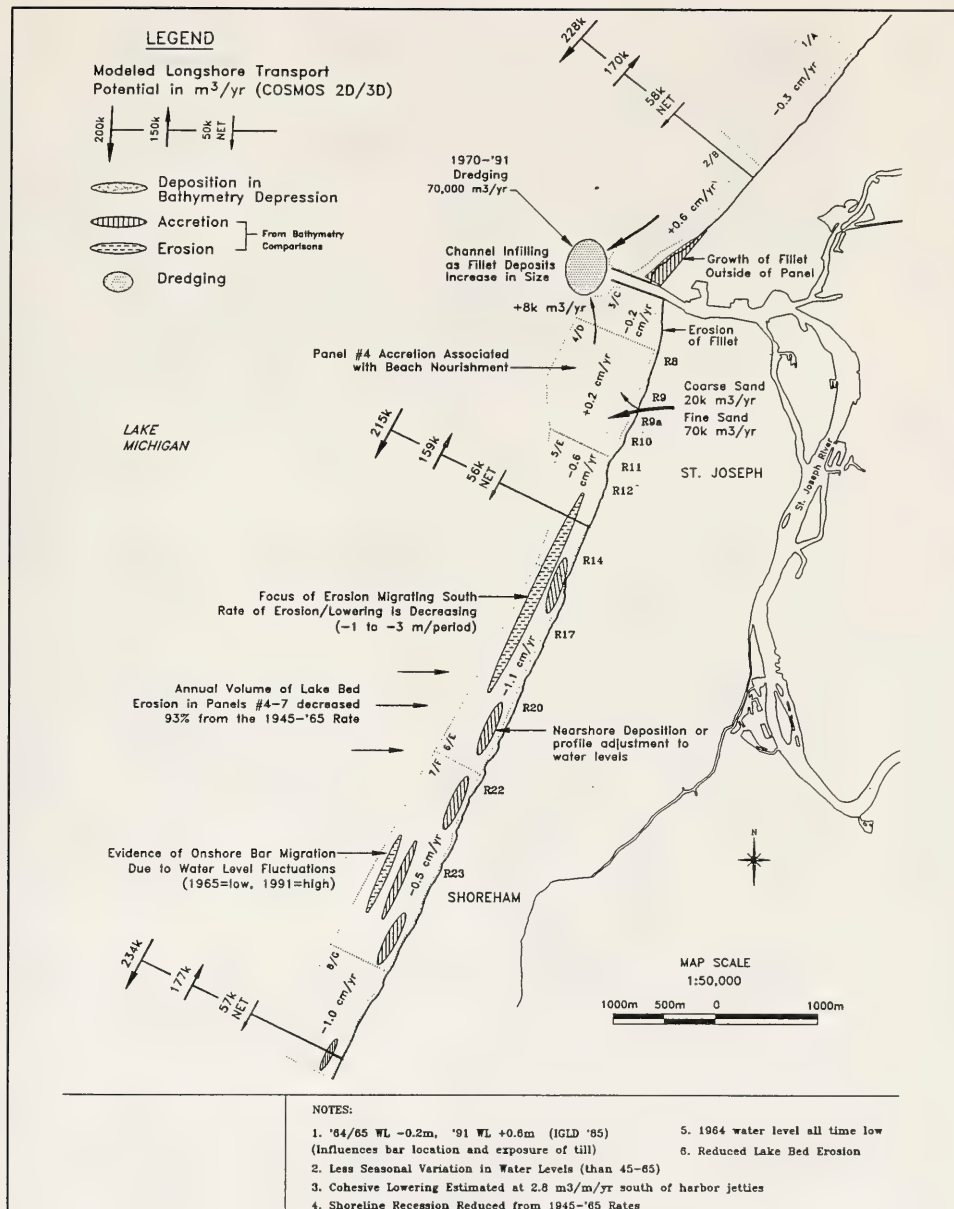 LEGEND
Modeled Longshore Transport
Potential in m³/yr (COSMOS 2D/3D)
200k
150k
50k
NET
Deposition in
Bathymetry Depression
Accretion
Erosion
From Bathymetry
Comparisons
Dredging
228k
170k
58k
NET
1/A
-0.3 cm/yr
2/B
+0.6 cm/yr
1970-'91
Dredging
70,000 m3/yr
Channel Infilling
as Fillet Deposits
Increase in Size
Growth of Fillet
Outside of Panel
+8k m3/yr
3/C
-0.2
cm/yr
Erosion
of Fillet
4/D
Panel #4 Accretion Associated
with Beach Nourishment
+0.2 cm/yr
R8
R9
R9a
R10
R11
R12
Coarse Sand
20k m3/yr
Fine Sand
70k m3/yr
LAKE
MICHIGAN
215k
159k
56k
NET
5/E
-0.6
cm/yr
ST. JOSEPH
St. Joseph River
R14
Focus of Erosion Migrating South
Rate of Erosion/Lowering is Decreasing
(-1 to -3 m/period)
R17
-1.1 cm/yr
Annual Volume of Lake Bed
Erosion in Panels #4-7 decreased
93% from the 1945-'65 Rate
R20
Nearshore Deposition or
profile adjustment to
water levels
6/E
7/F
R22
Evidence of Onshore Bar Migration
Due to Water Level Fluctuations
(1965=low, 1991=high)
-0.5 cm/yr
R23
SHOREHAM
N
234k
177k
57k
NET
8/G
-1.0 cm/yr
MAP SCALE
1:50,000
1000m 500m 0 1000m
NOTES:
1. '64/65 WL -0.2m, '91 WL +0.6m (IGLD '85)
(Influences bar location and exposure of till)
2. Less Seasonal Variation in Water Levels (than 45-65)
3. Cohesive Lowering Estimated at 2.8 m3/m/yr south of harbor jetties
4. Shoreline Recession Reduced from 1945-'65 Rates
5. 1964 water level all time low
6. Reduced Lake Bed Erosion